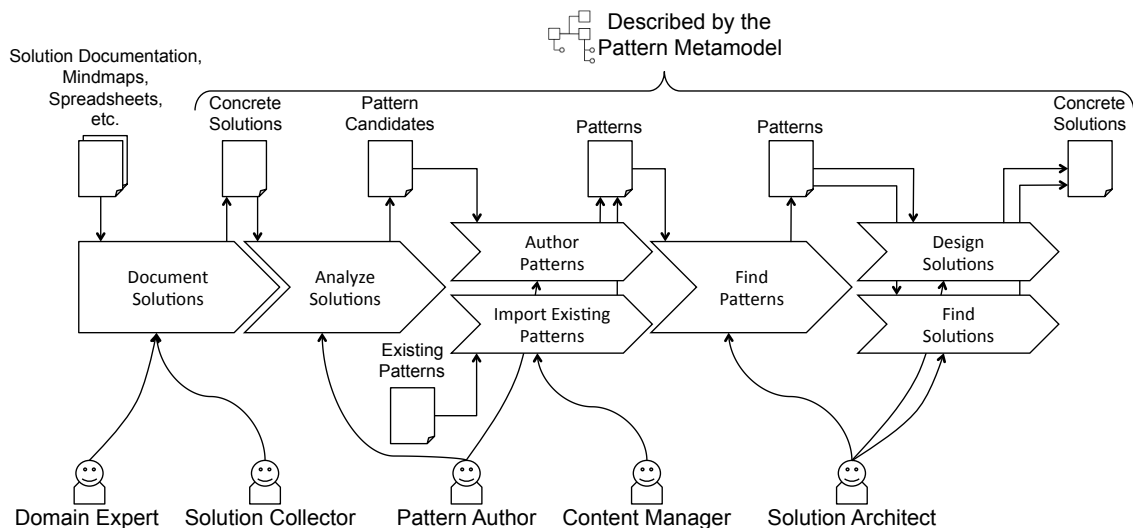 Described by the
Pattern Metamodel
Solution Documentation,
Mindmaps,
Spreadsheets,
etc.
Concrete
Solutions
Pattern
Candidates
Patterns
Patterns
Concrete
Solutions
Document
Solutions
Analyze
Solutions
Author
Patterns
Import Existing
Patterns
Find
Patterns
Design
Solutions
Find
Solutions
Existing
Patterns
Domain Expert
Solution Collector
Pattern Author
Content Manager
Solution Architect